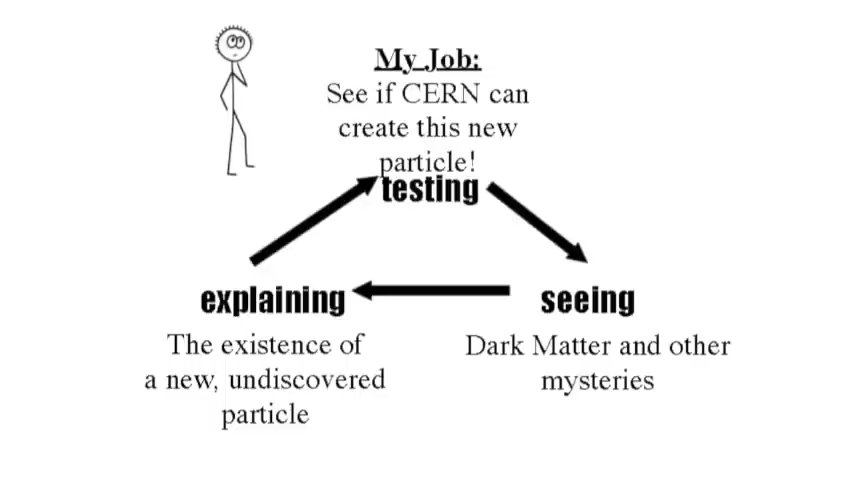 My Job:
See if CERN can
create this new
particle!
testing
explaining
seeing
The existence of
a new, undiscovered
particle
Dark Matter and other
mysteries